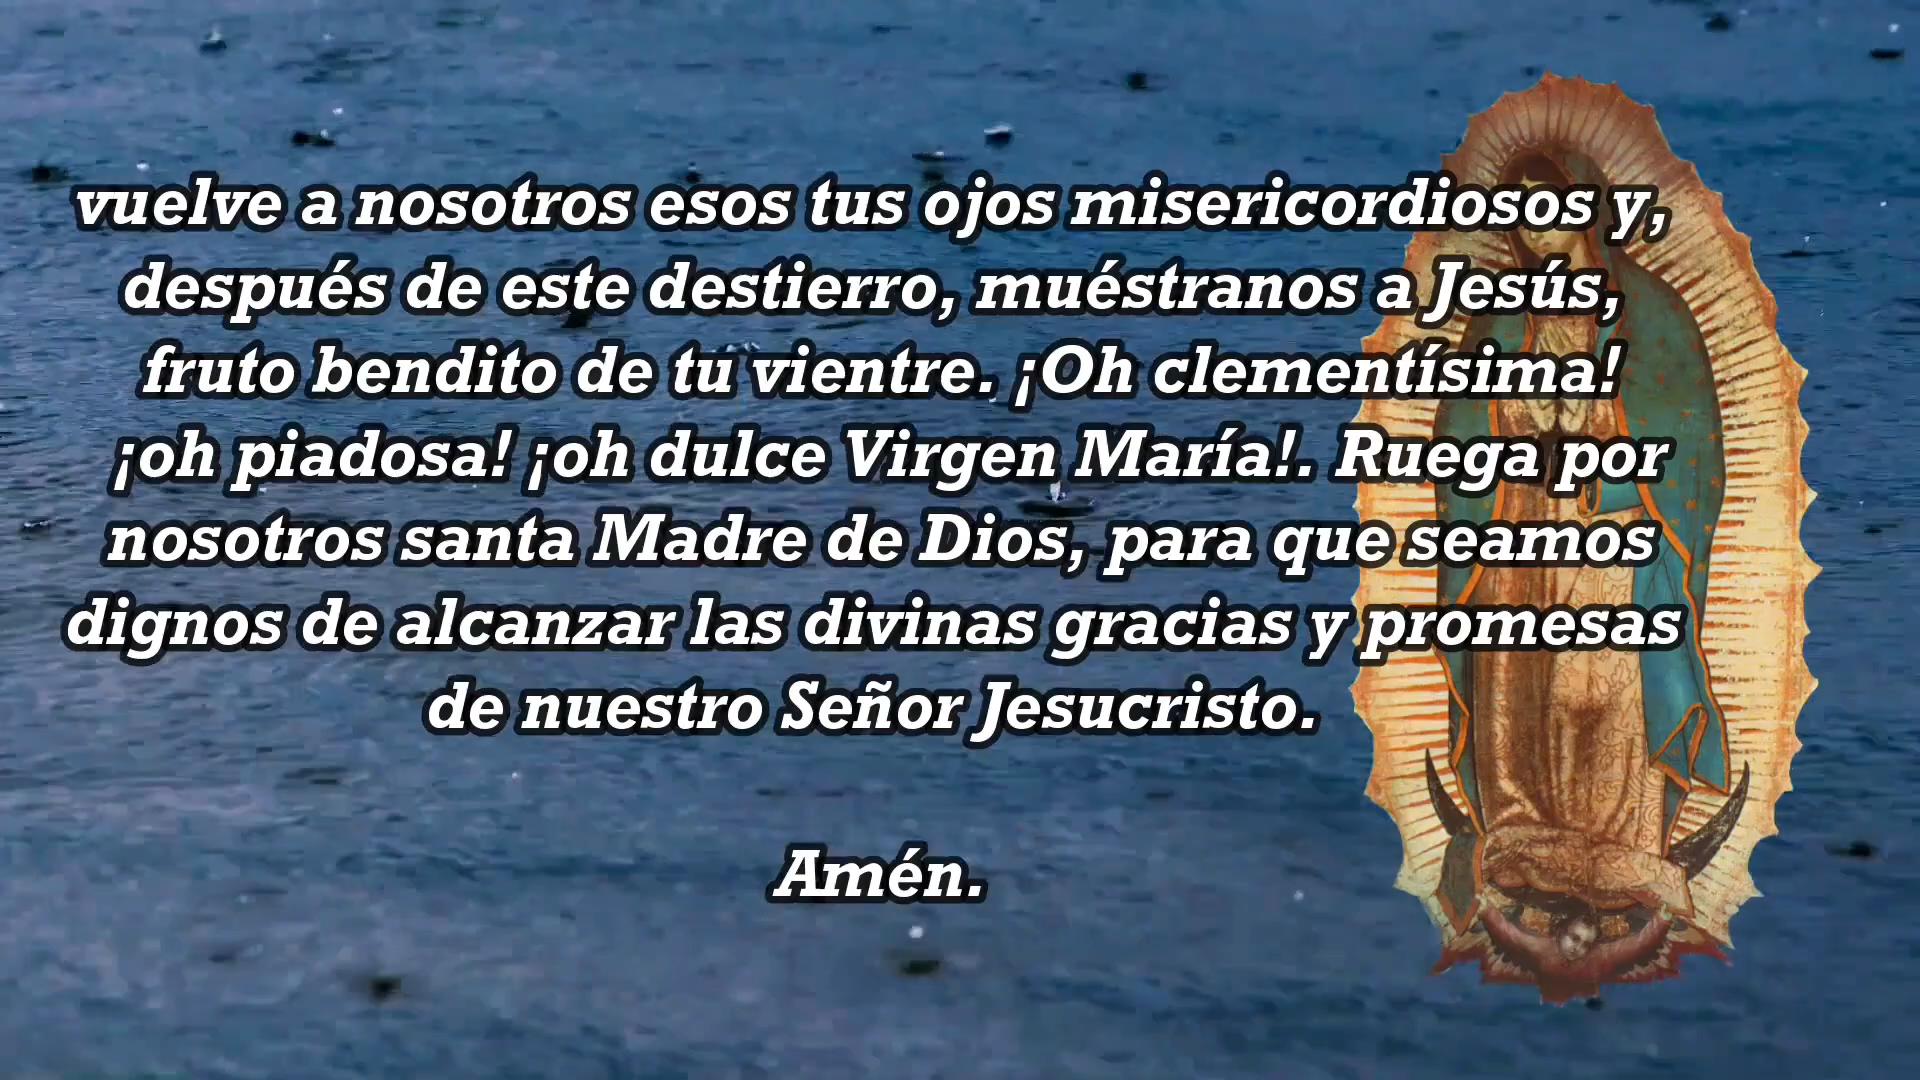 vuelve a nosotros esos tus ojos misericordiosos y,
después de este destierro, muéstranos a Jesús,
fruto bendito de tu vientre. ¡Oh clementísima!
¡oh piadosa! ¡oh dulce Virgen María!. Ruega por
nosotros santa Madre de Dios, para que seamos
dignos de alcanzar las divinas gracias y promesas
de nuestro Señor Jesucristo.
Amén.